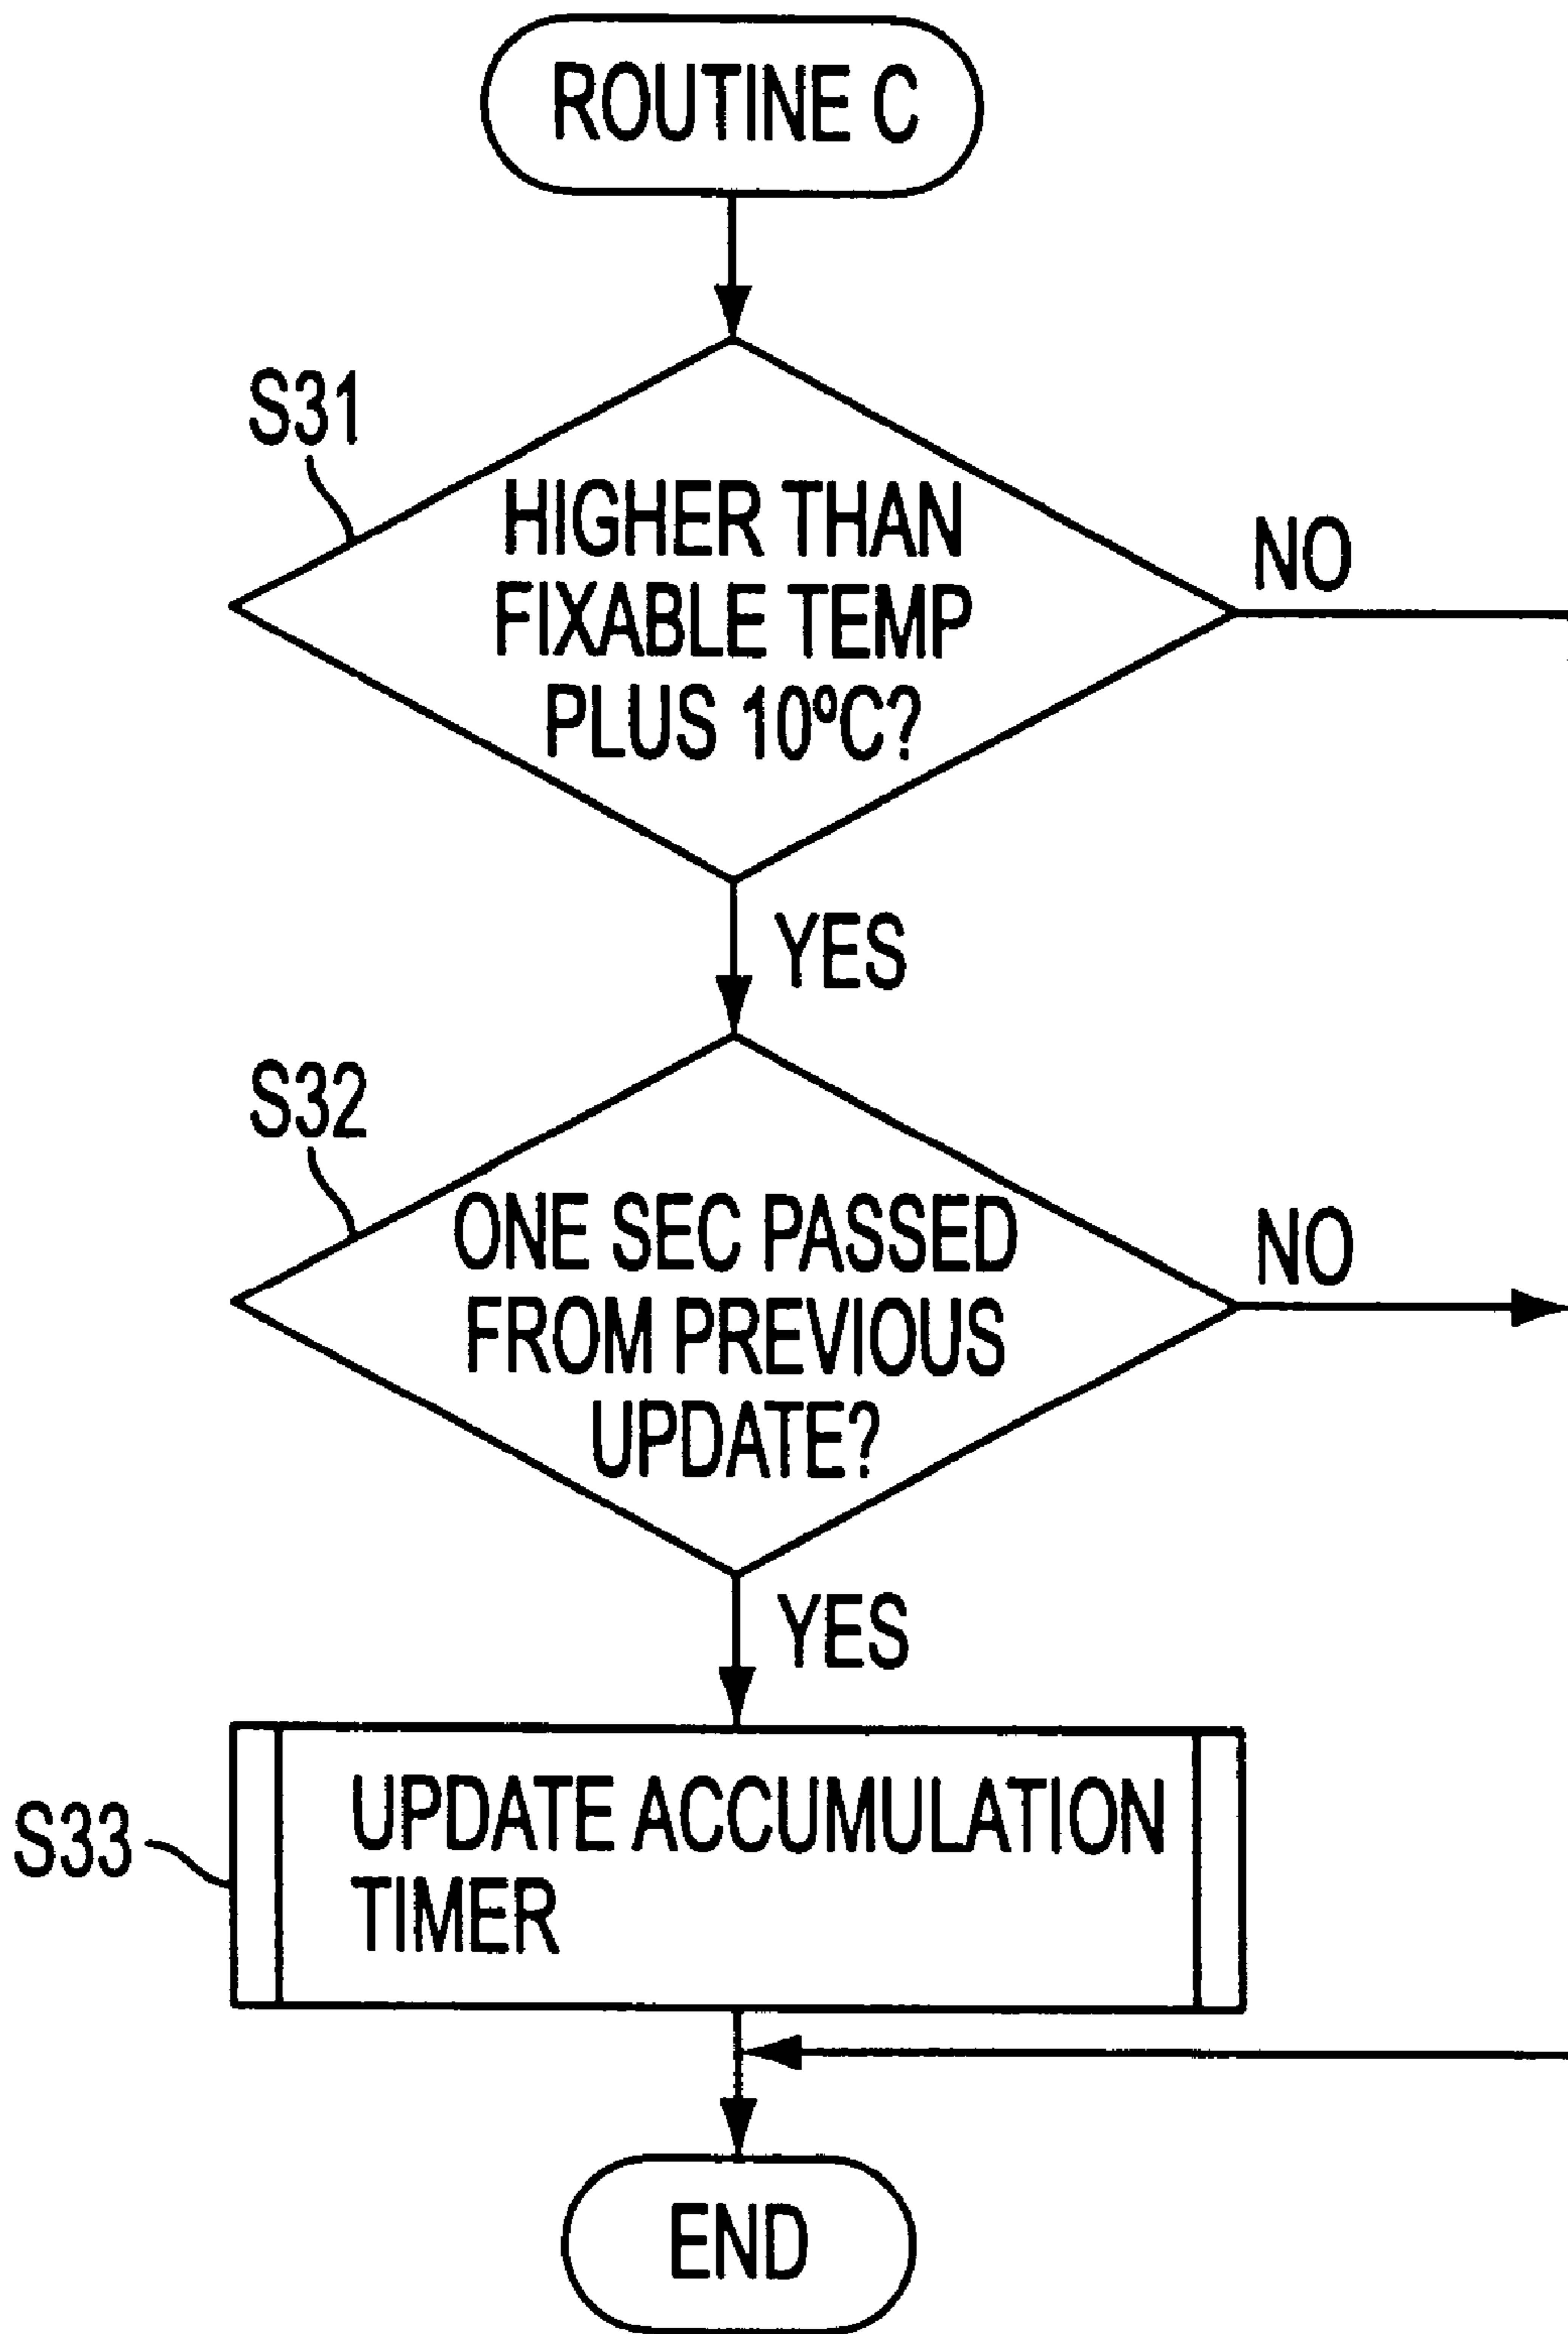 ROUTINE C
S31
HIGHER THAN
FIXABLE TEMP
PLUS 10ºC?
NO
YES
S32
ONE SEC PASSED
FROM PREVIOUS
UPDATE?
NO
YES
S33
UPDATE ACCUMULATION
TIMER
END